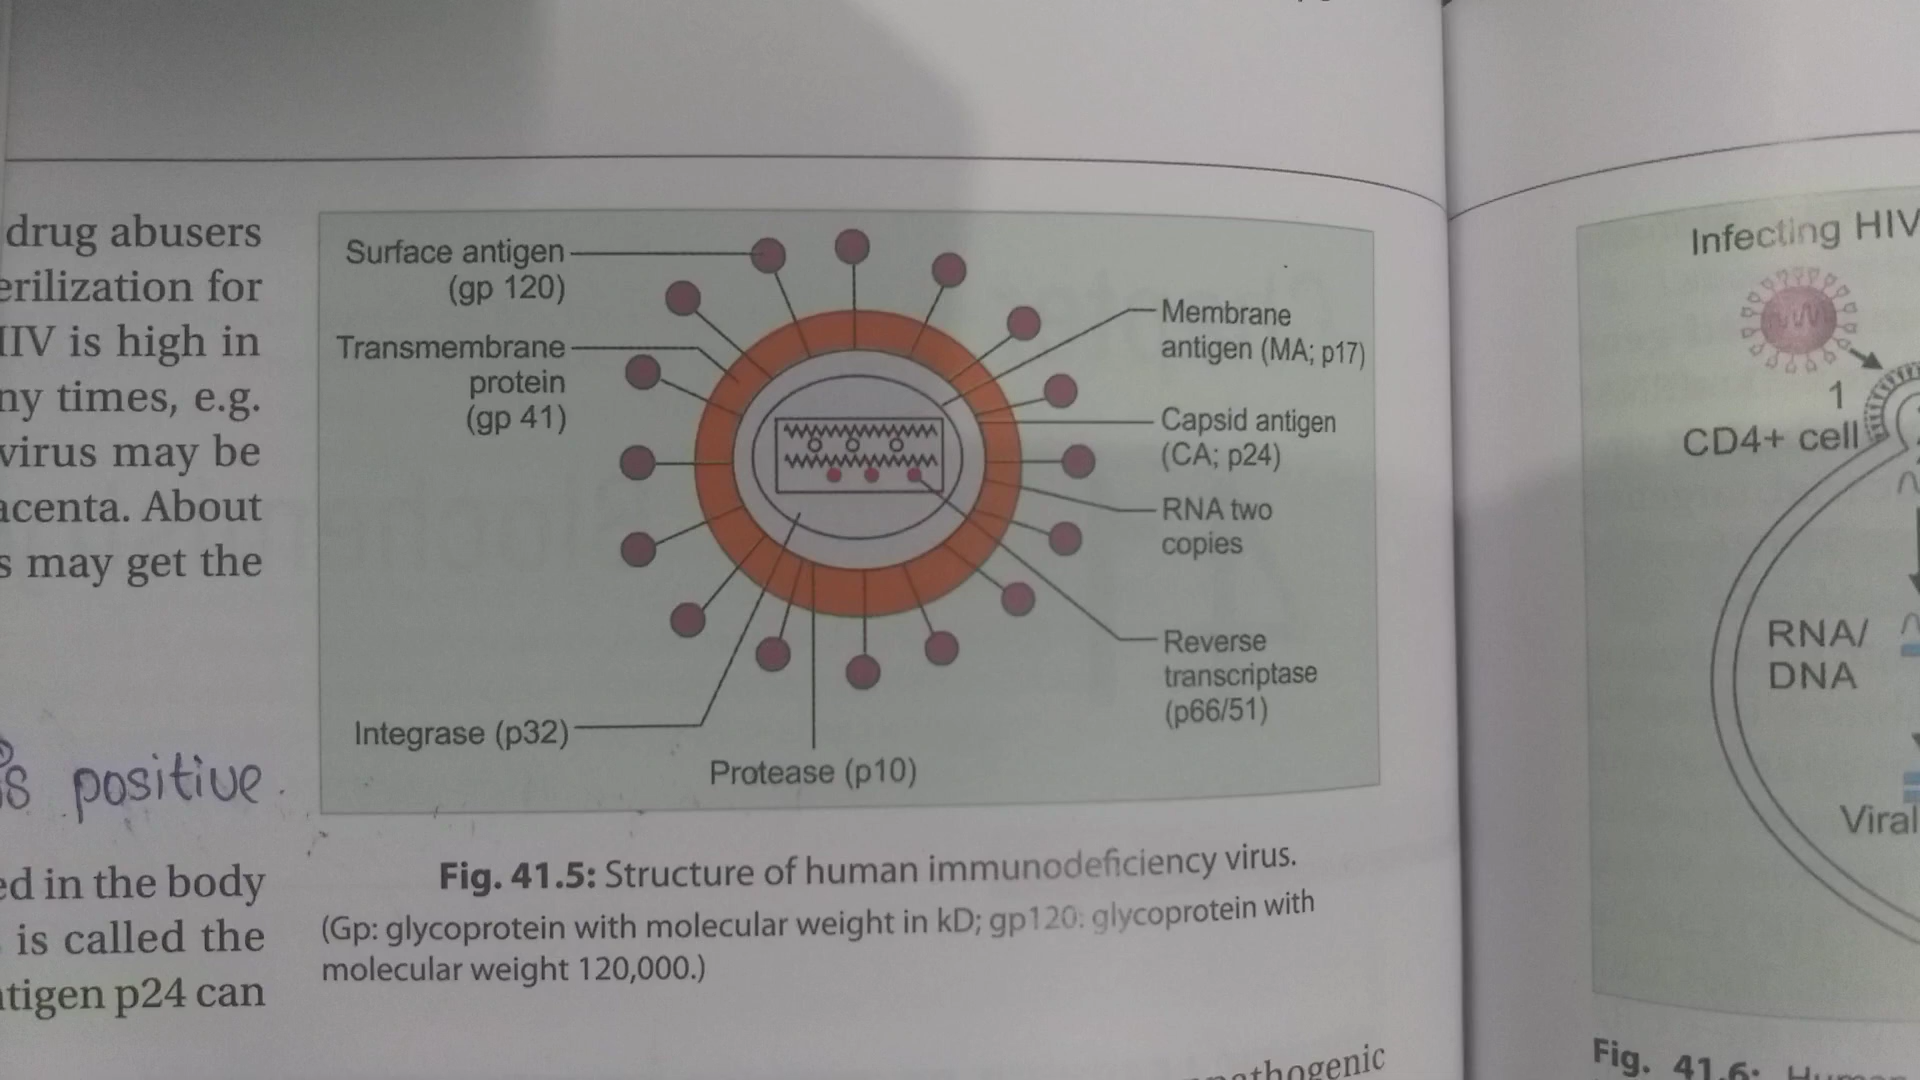 drug abusers
erilization for
HIV is high in
ny times, e.g.
virus may be
acenta. About
s may get the
positive.
ed in the body
is called the
ntigen p24 can
Surface antigen
(gp 120)
Transmembrane
protein
(gp 41)
Integrase (p32)
Protease (p10)
Membrane
antigen (MA; p17)
Capsid antigen
(CA; p24)
RNA two
copies
Reverse
transcriptase
(p66/51)
Fig. 41.5: Structure of human immunodeficiency virus.
(Gp: glycoprotein with molecular weight in kD; gp120: glycoprotein with
molecular weight 120,000.)
athogenic
Infecting HIV
1
CD4+ cell
RNA/
DNA
Viral
Fig. 41.6: